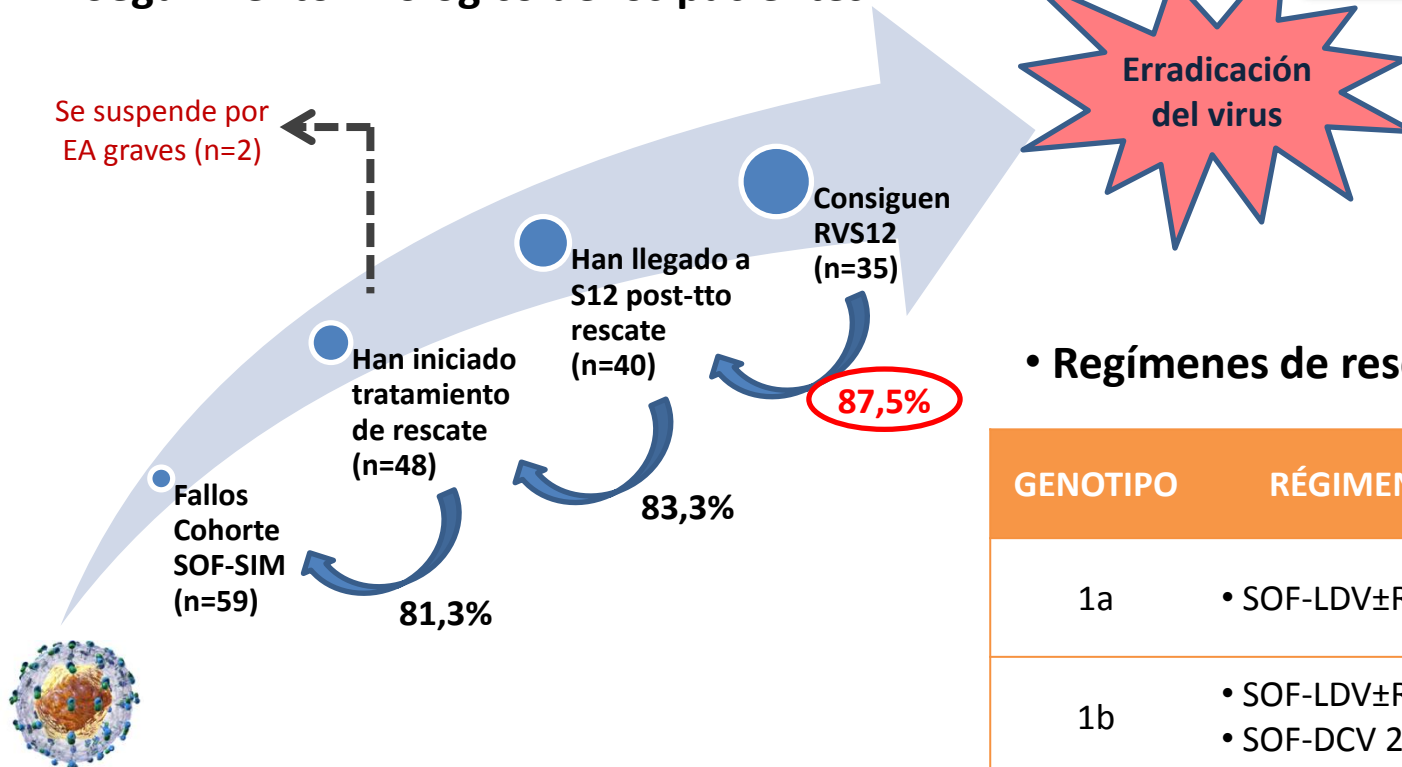 Erradicación
del virus
Se suspende por
EA graves (n=2)
Consiguen
RVS12
(n=35)
Han llegado a
S12 post-tto
rescate
(n=40)
Han iniciado
tratamiento
de rescate
(n=48)
87,5%
83,3%
Fallos
Cohorte
SOF-SIM
(n=59)
81,3%
• Regímenes de
GENOTIPO
1a
• SOF-LDV±
1b
• SOF-LDV±
• SOF-DCV 2